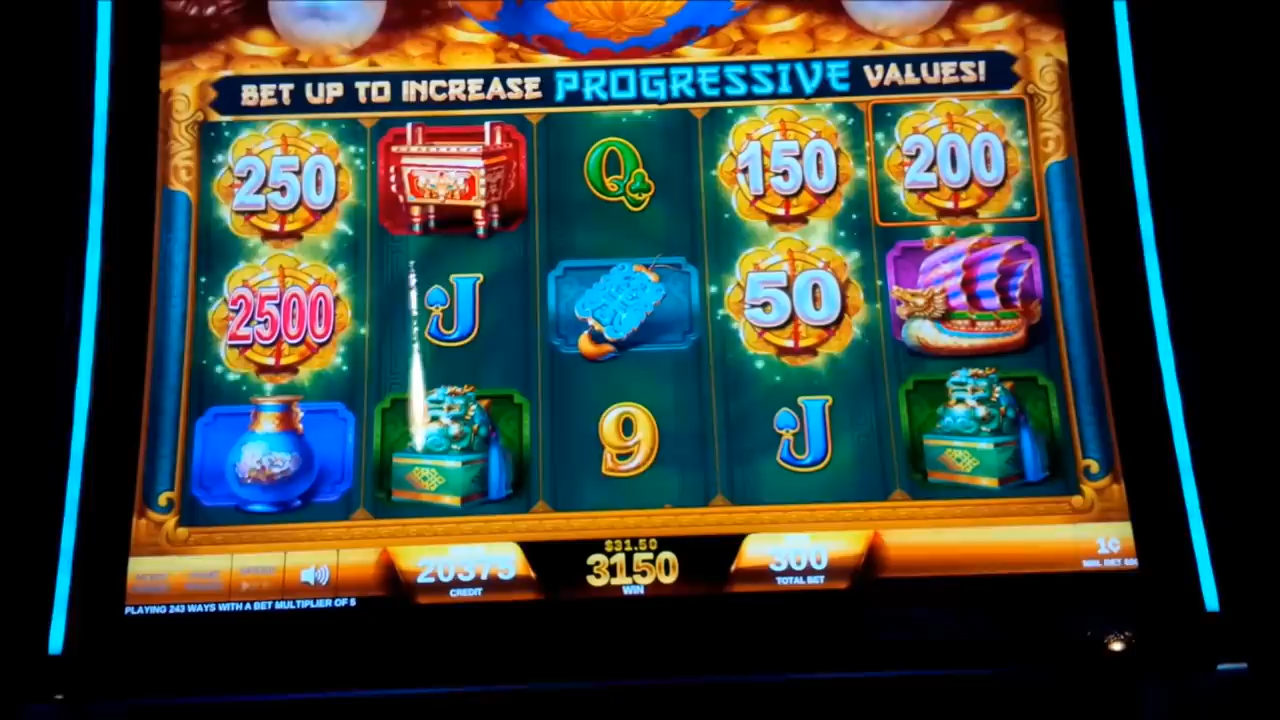 BET UP TO INCREASE PROGRESSIVE VALUES!
250
Q
150
200
2500
J
50
9
J
$31.50
20375
3150
300
1¢
CREDIT
WIN
TOTAL BET
PLAYING 243 WAYS WITH A BET MULTIPLIER OF 5